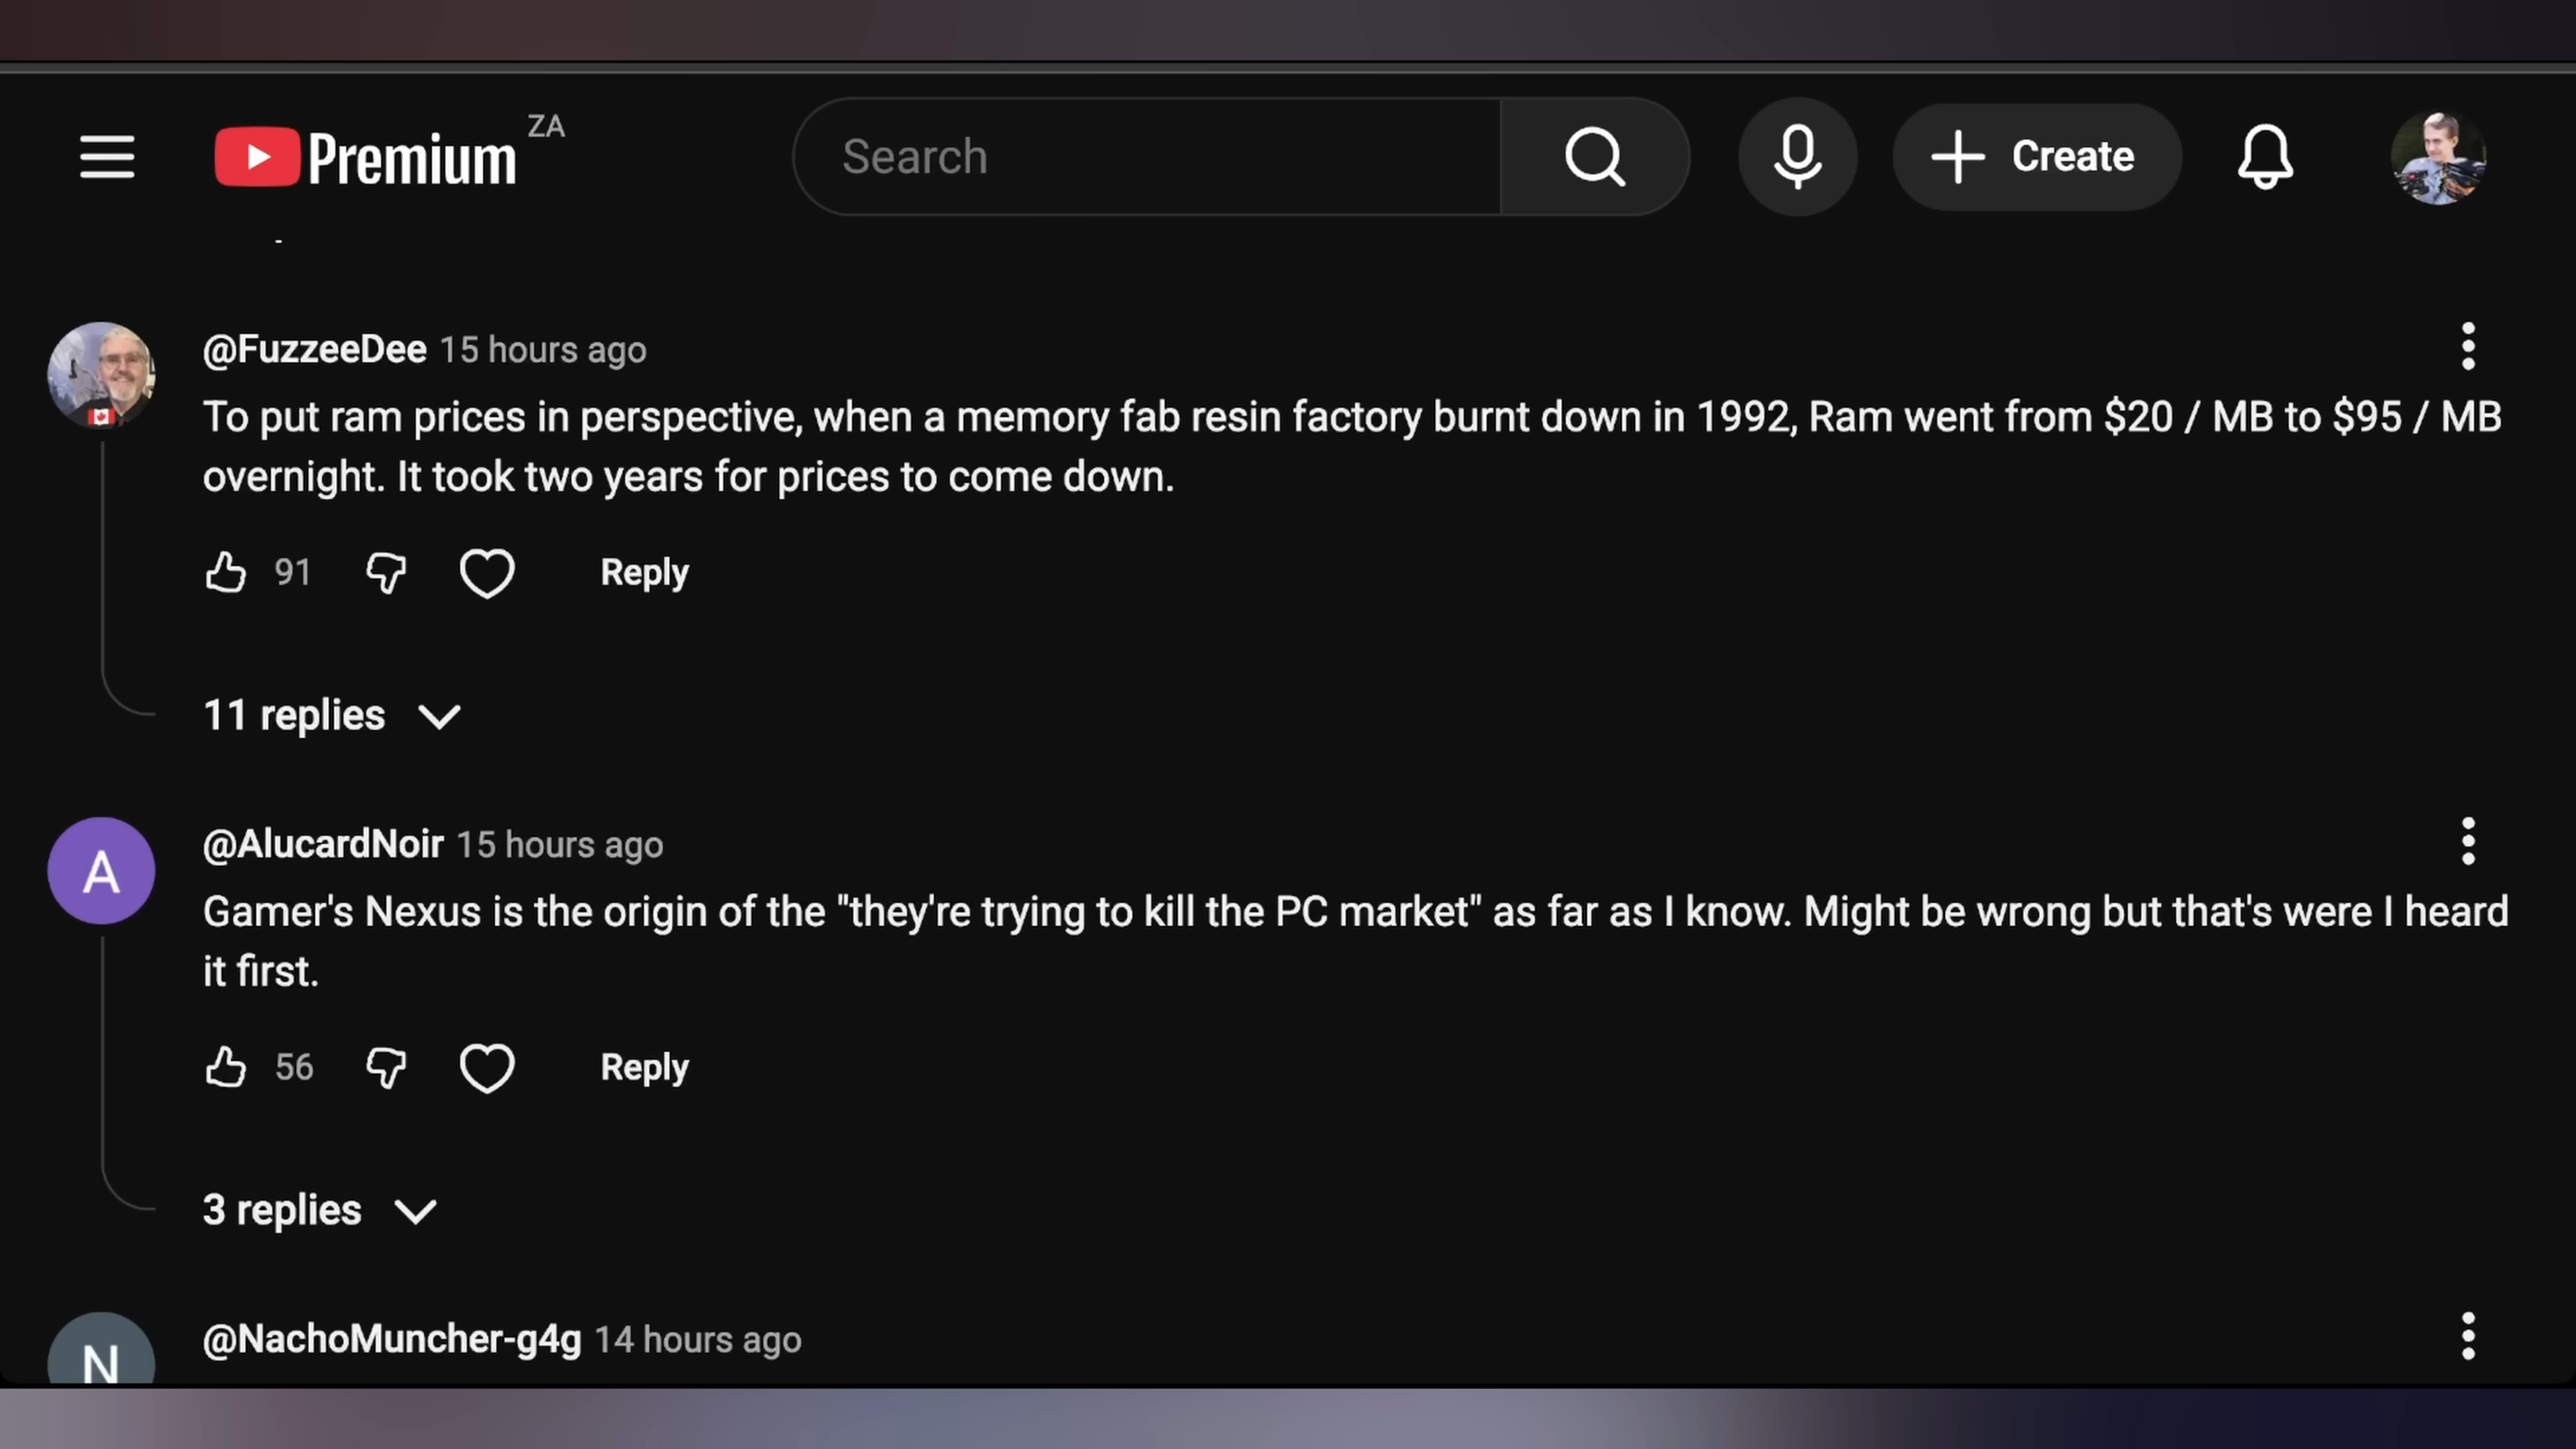 Premium ZA
Search
Create
@FuzzeeDee 15 hours ago
To put ram prices in perspective, when a memory fab resin factory burnt down in 1992, Ram went from $20 / MB to $95 / MB
overnight. It took two years for prices to come down.
91
Reply
11 replies
A
@AlucardNoir 15 hours ago
Gamer's Nexus is the origin of the "they're trying to kill the PC market" as far as I know. Might be wrong but that's were I heard
it first.
56
Reply
3 replies
N
@NachoMuncher-g4g 14 hours ago